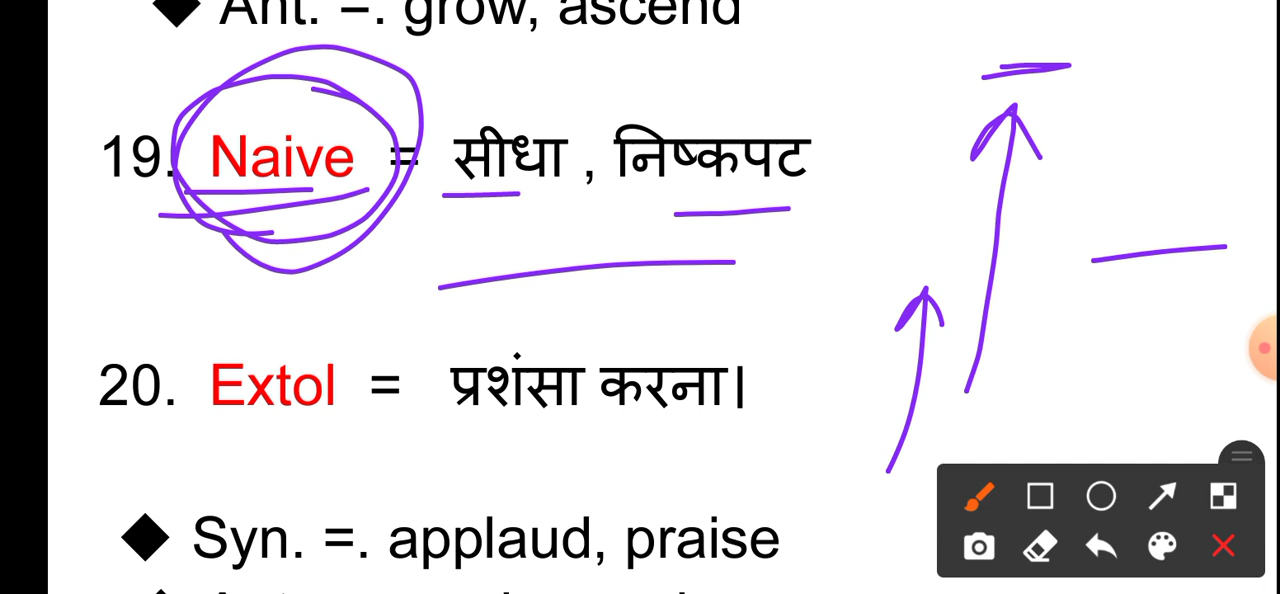 ◆ Ant. =. grow, ascend
19. Naive = सीधा , निष्कपट
20. Extol = प्रशंसा करना|
◆ Syn. =. applaud, praise